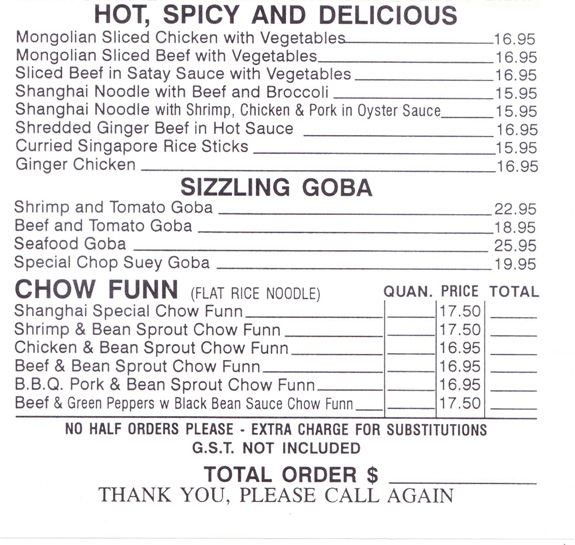 HOT, SPICY AND DELICIOUS
Mongolian Sliced Chicken with Vegetables 16.95
Mongolian Sliced Beef with Vegetables 16.95
Sliced Beef in Satay Sauce with Vegetables 16.95
Shanghai Noodle with Beef and Broccoli 15.95
Shanghai Noodle with Shrimp, Chicken & Pork in Oyster Sauce 15.95
Shredded Ginger Beef in Hot Sauce 16.95
Curried Singapore Rice Sticks 15.95
Ginger Chicken 16.95
SIZZLING GOBA
Shrimp and Tomato Goba 22.95
Beef and Tomato Goba 18.95
Seafood Goba 25.95
Special Chop Suey Goba 19.95
CHOW FUNN (FLAT RICE NOODLE) QUAN. PRICE TOTAL
Shanghai Special Chow Funn 17.50
Shrimp & Bean Sprout Chow Funn 17.50
Chicken & Bean Sprout Chow Funn 16.95
Beef & Bean Sprout Chow Funn 16.95
B.B.Q. Pork & Bean Sprout Chow Funn 16.95
Beef & Green Peppers w Black Bean Sauce Chow Funn 17.50
NO HALF ORDERS PLEASE - EXTRA CHARGE FOR SUBSTITUTIONS
G.S.T. NOT INCLUDED
TOTAL ORDER $
THANK YOU, PLEASE CALL AGAIN